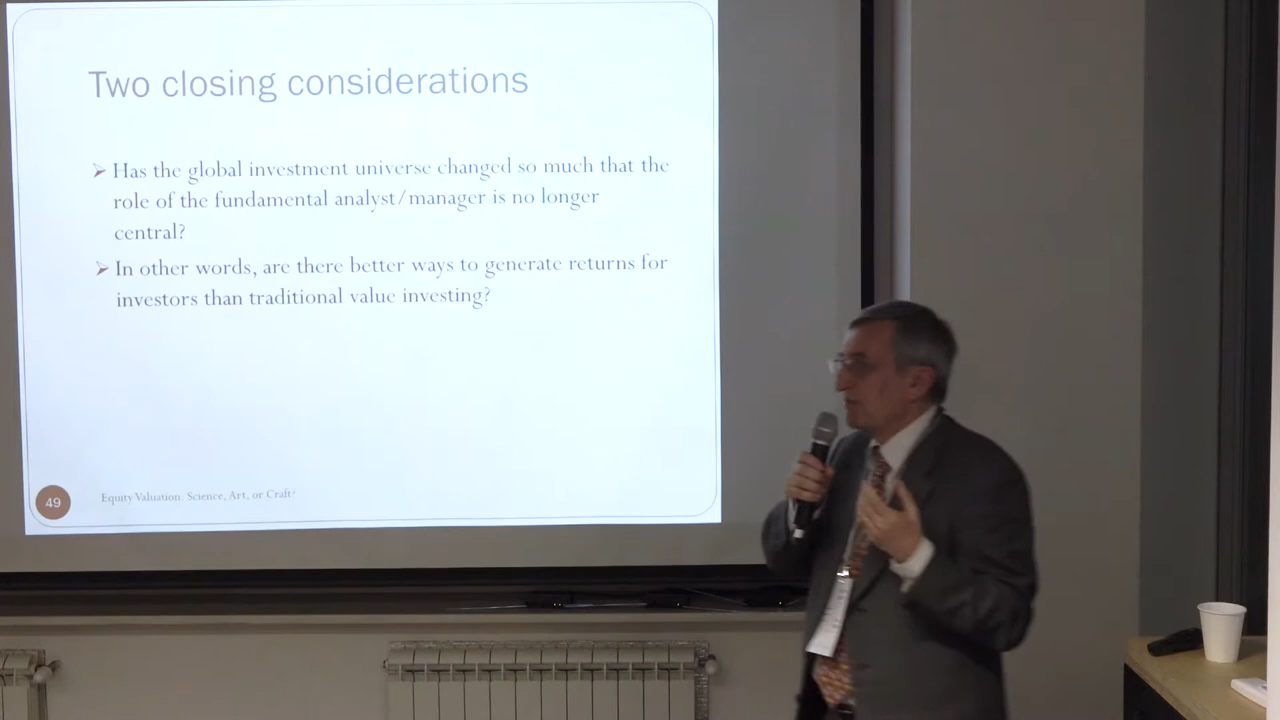 Two closing considerations
Has the global investment universe changed so much that the
role of the fundamental analyst/manager is no longer
central?
In other words, are there better ways to generate returns for
investors than traditional value investing?
49
Equity Valuation: Science, Art, or Craft?